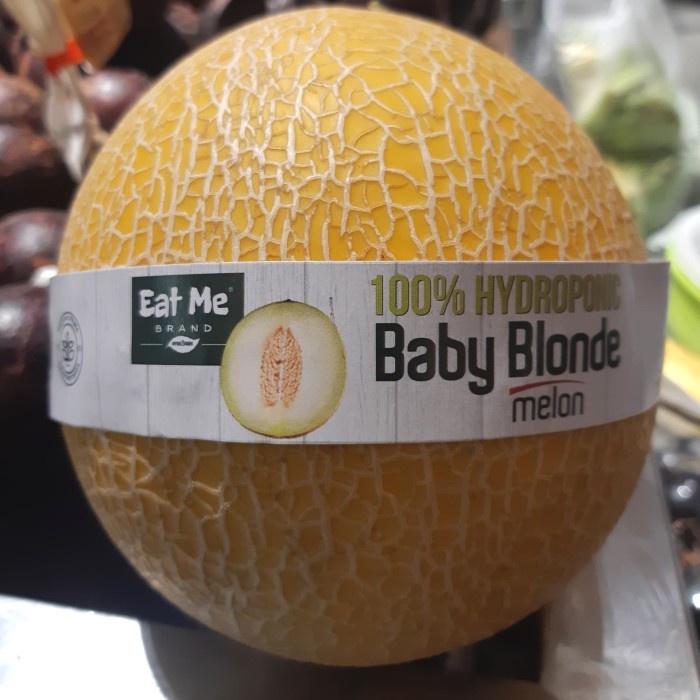 Eat Me
BRAND
100% HYDROPONIC
Baby Blonde
melon